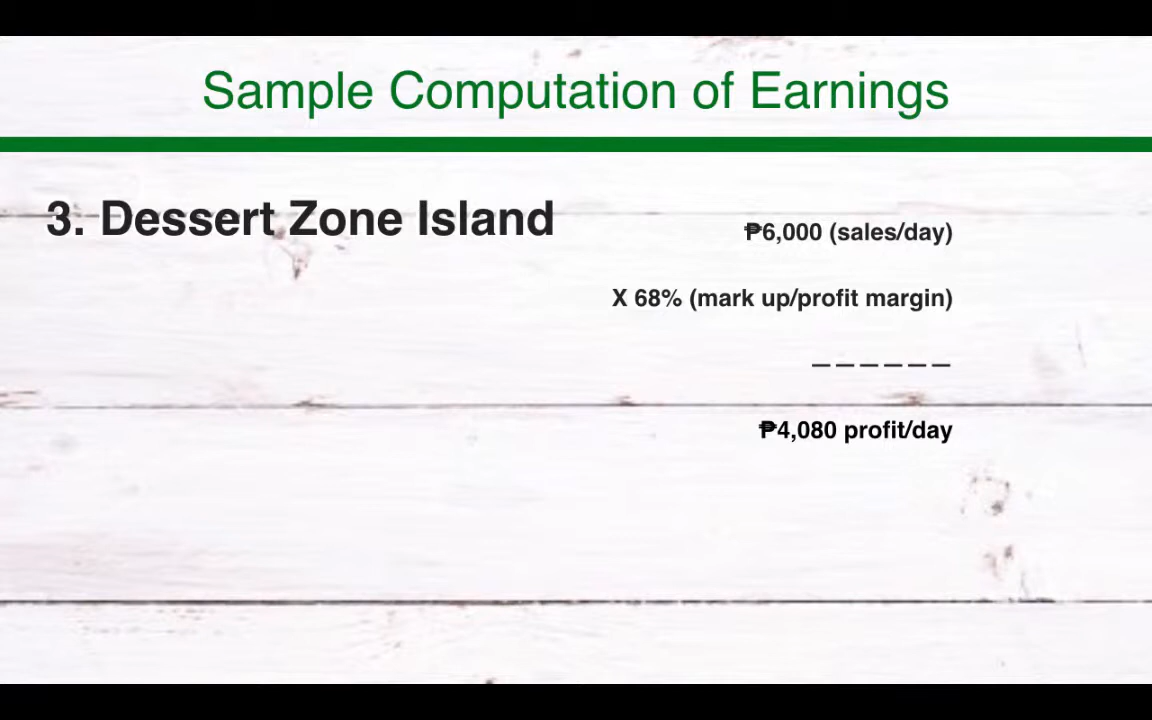 Sample Computation of Earnings
3. Dessert Zone Island
₱6,000 (sales/day)
X 68% (mark up/profit margin)
——————
₱4,080 profit/day